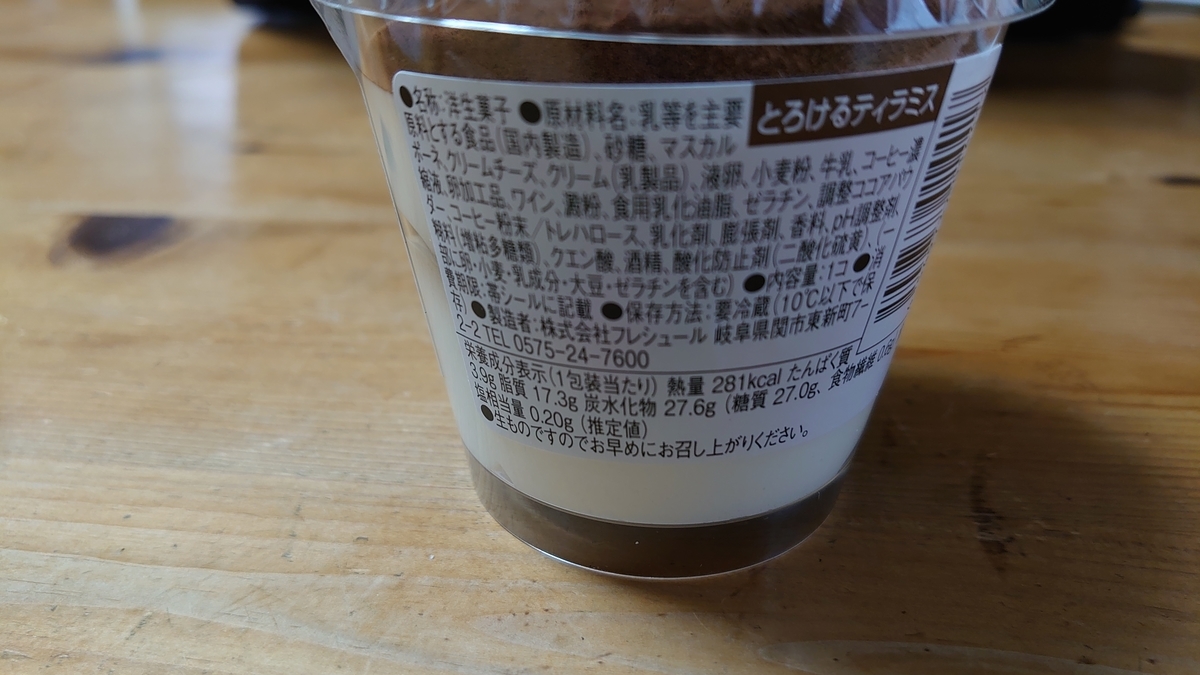 とろけるティラミス
●名称:洋生菓子 ●原材料名:乳等を主要
原料とする食品(国内製造)、砂糖、マスカル
ポーネ、クリームチーズ、クリーム(乳製品)、液卵、小麦粉、牛乳、コーヒー濃
縮液、卵加工品、ワイン、澱粉、食用乳化油脂、ゼラチン、調整ココアパウ
ダー、コーヒー粉末/トレハロース、乳化剤、膨張剤、香料、pH調整剤、
糊料(増粘多糖類)、クエン酸、酒精、酸化防止剤(二酸化硫黄)、(一
部に卵・小麦・乳成分・大豆・ゼラチンを含む) ●内容量:1コ ●消
費期限:帯シールに記載 ●保存方法:要冷蔵(10℃以下で保
存) ●製造者:株式会社フレシュール 岐阜県関市東新町7-
2-2 TEL 0575-24-7600
栄養成分表示(1包装当たり) 熱量 281kcal たんぱく質
3.9g 脂質 17.3g 炭水化物 27.6g (糖質 27.0g、食物繊維
塩相当量 0.20g (推定値)
●生ものですのでお早めにお召し上がりください。